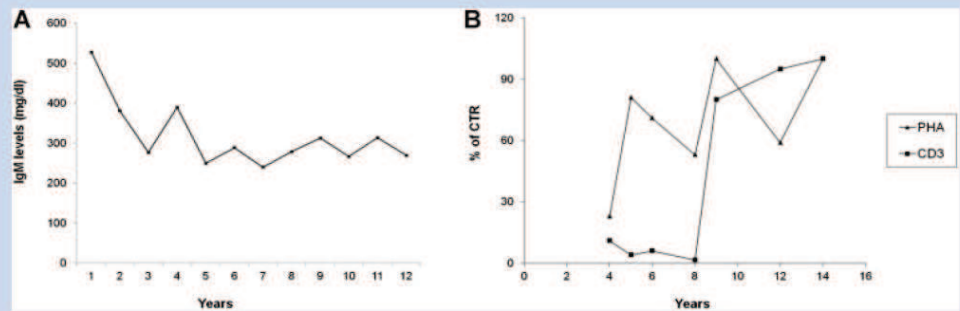 A
IgM levels (mg/dl)
600
500
400
300
200
100
0
1 2 3 4 5 6 7 8 9 10 11 12
Years
B
% of CTR
120
90
60
30
0
0 2 4 6 8 10 12 14 16
Years
PHA
CD3